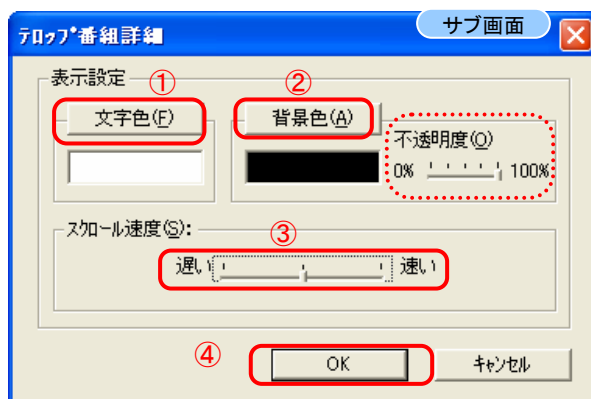 サブ画面
テロップ番組詳細
表示設定
① ②
文字色(F) 背景色(A)
不透明度(O)
0% 100%
スクロール速度(S):
③
遅い 速い
④
OK キャンセル